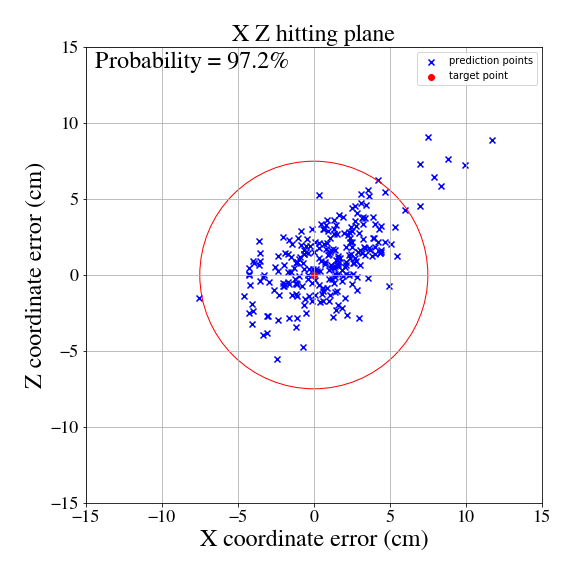 X Z hitting plane
Probability = 97.2%
prediction points
target point
Z coordinate error (cm)
15
10
5
0
−5
−10
−15
−15
−10
−5
0
5
10
15
X coordinate error (cm)